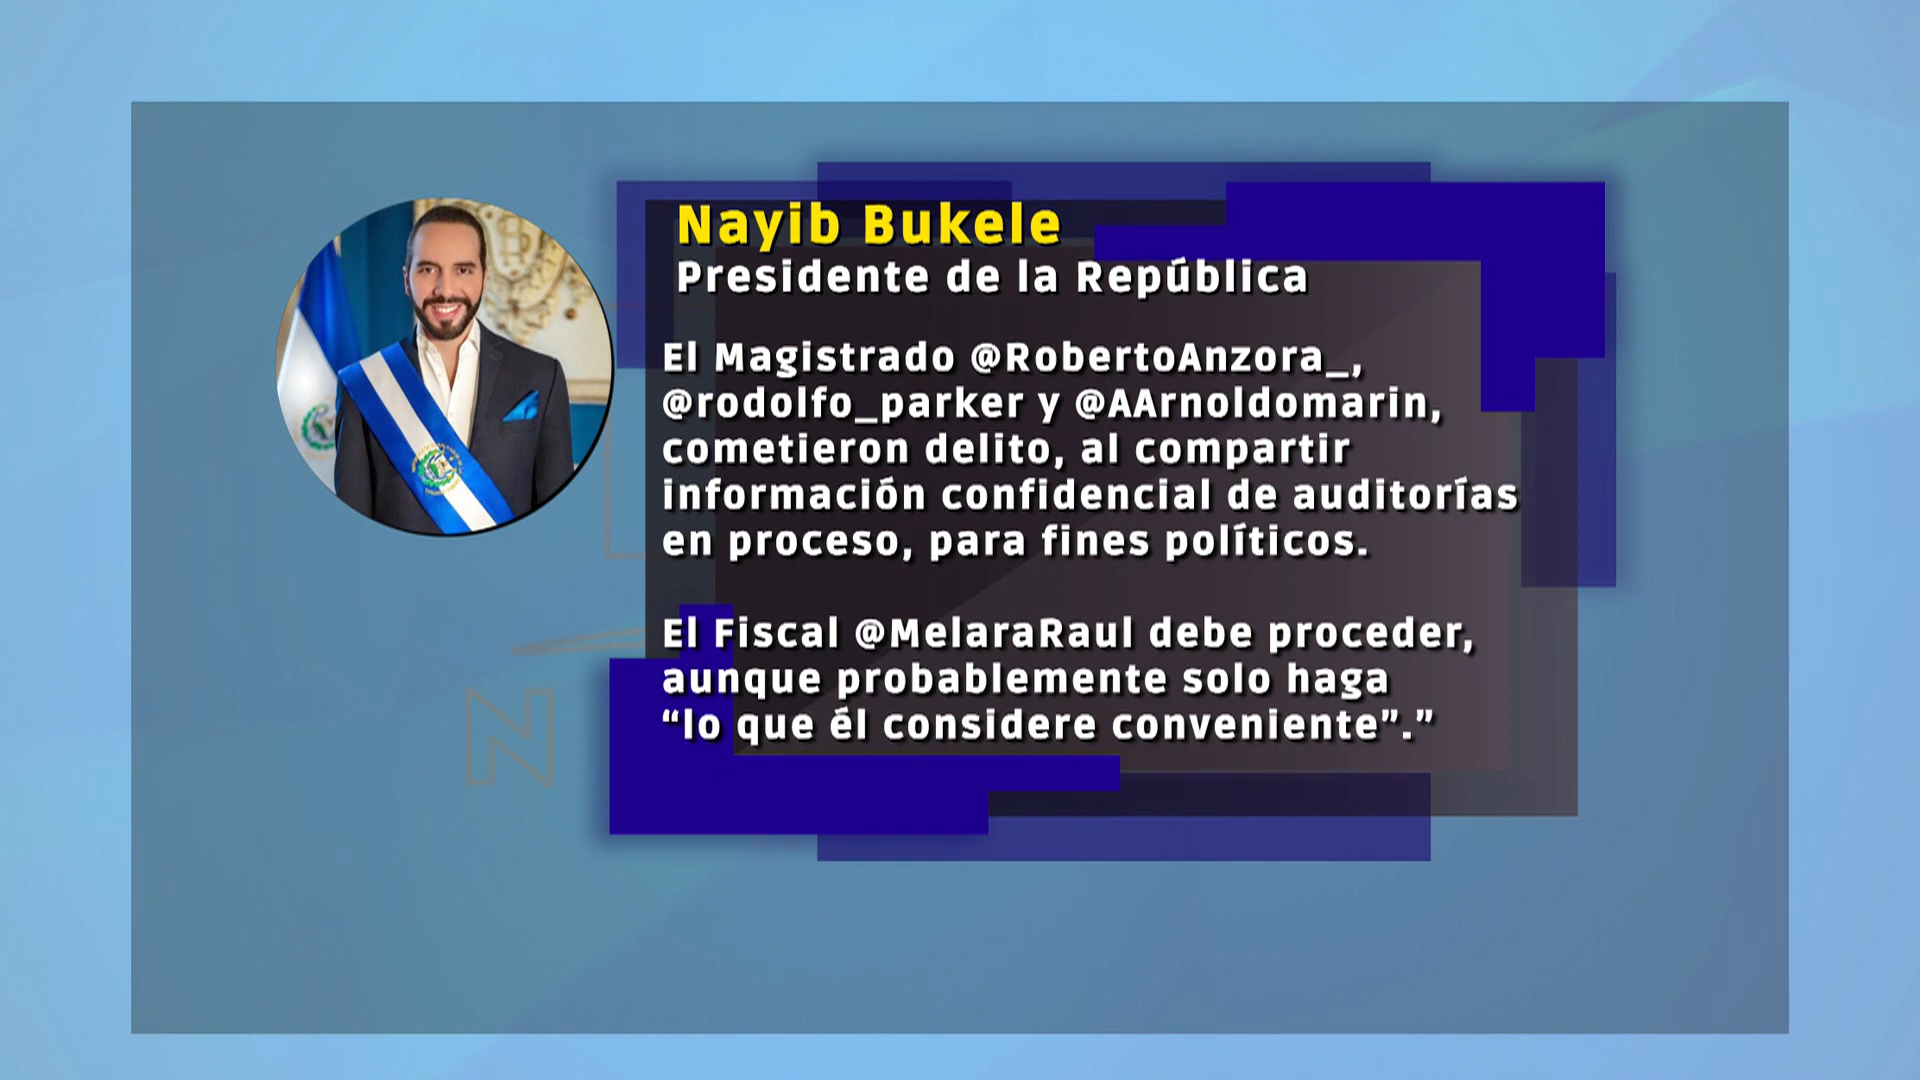 Nayib Bukele
Presidente de la República
El Magistrado @RobertoAnzora_,
@rodolfo_parker y @AArnoldomarin,
cometieron delito, al compartir
información confidencial de auditorías
en proceso, para fines políticos.
El Fiscal @MelaraRaul debe proceder,
aunque probablemente solo haga
“lo que él considere conveniente”.”